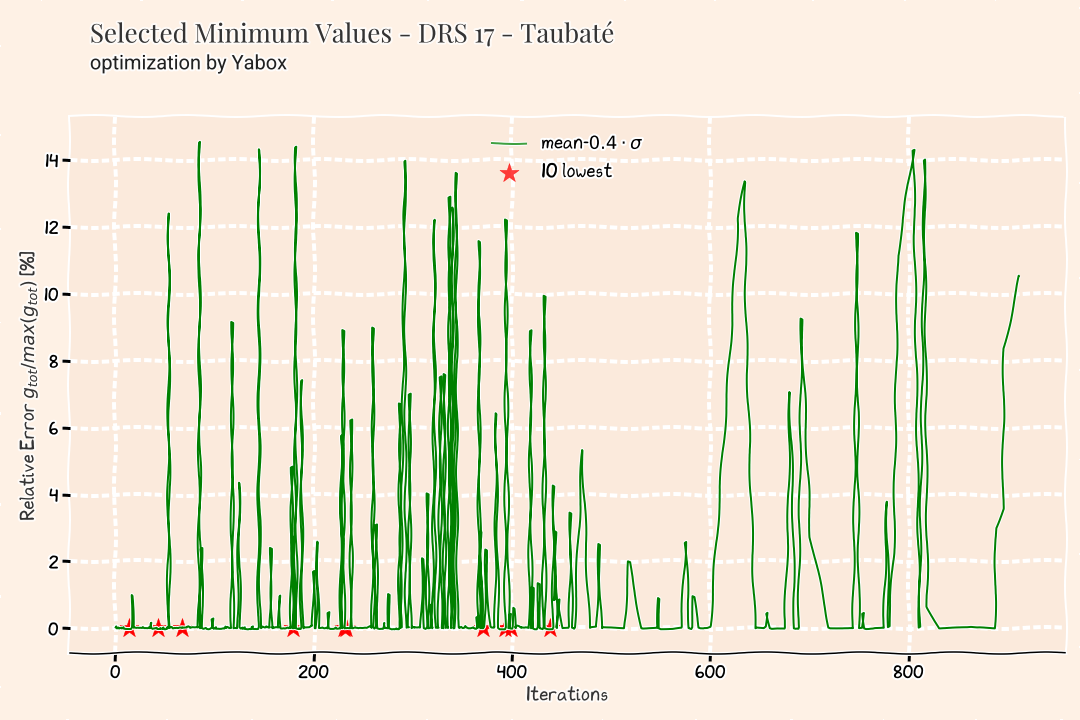 Selected Minimum Values - DRS 17 - Taubaté
optimization by Yabox
mean-0.4 · σ
10 lowest
14
12
10
8
6
4
2
0
Relative Error g_tot/max(g_tot) [%]
0 200 400 600 800
Iterations